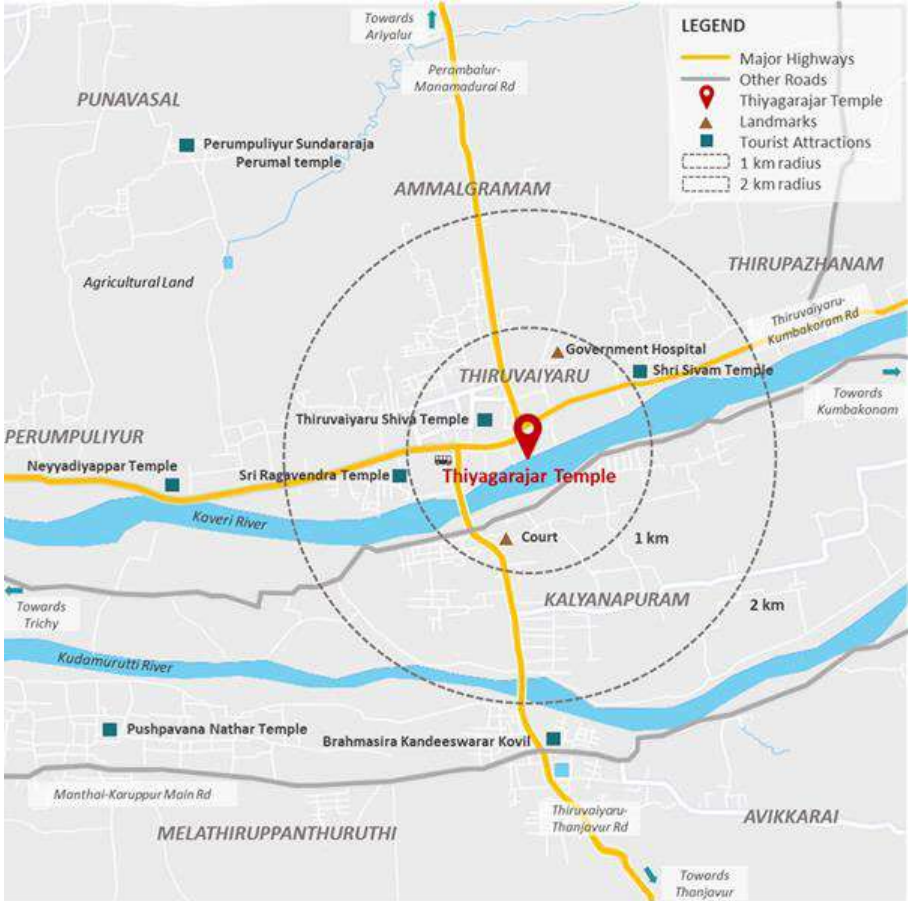 Towards
Ariyalur
LEGEND
Major Highways
Other Roads
Thiyagarajar Temple
Landmarks
Tourist Attractions
1 km radius
2 km radius
Perambalur-
Manamadurai Rd
PUNAVASAL
Perumpuliyur Sundararaja
Perumal temple
AMMALGRAMAM
THIRUPAZHANAM
Agricultural Land
Thiruvaiyaru-
Kumbakoram Rd
Government Hospital
THIRUVAIYARU
Shri Sivam Temple
Towards
Kumbakonam
Thiruvaiyaru Shiva Temple
PERUMPULIYUR
Neyyadiyappar Temple
Sri Ragavendra Temple
Thiyagarajar Temple
Kaveri River
Court
1 km
KALYANAPURAM
2 km
Towards
Trichy
Kudamurutti River
Pushpavana Nathar Temple
Brahmasira Kandeeswarar Kovil
Manthai-Karuppur Main Rd
Thiruvaiyaru-
Thanjavur Rd
AVIKKARAI
MELATHIRUPPANTHURUTHI
Towards
Thanjavur